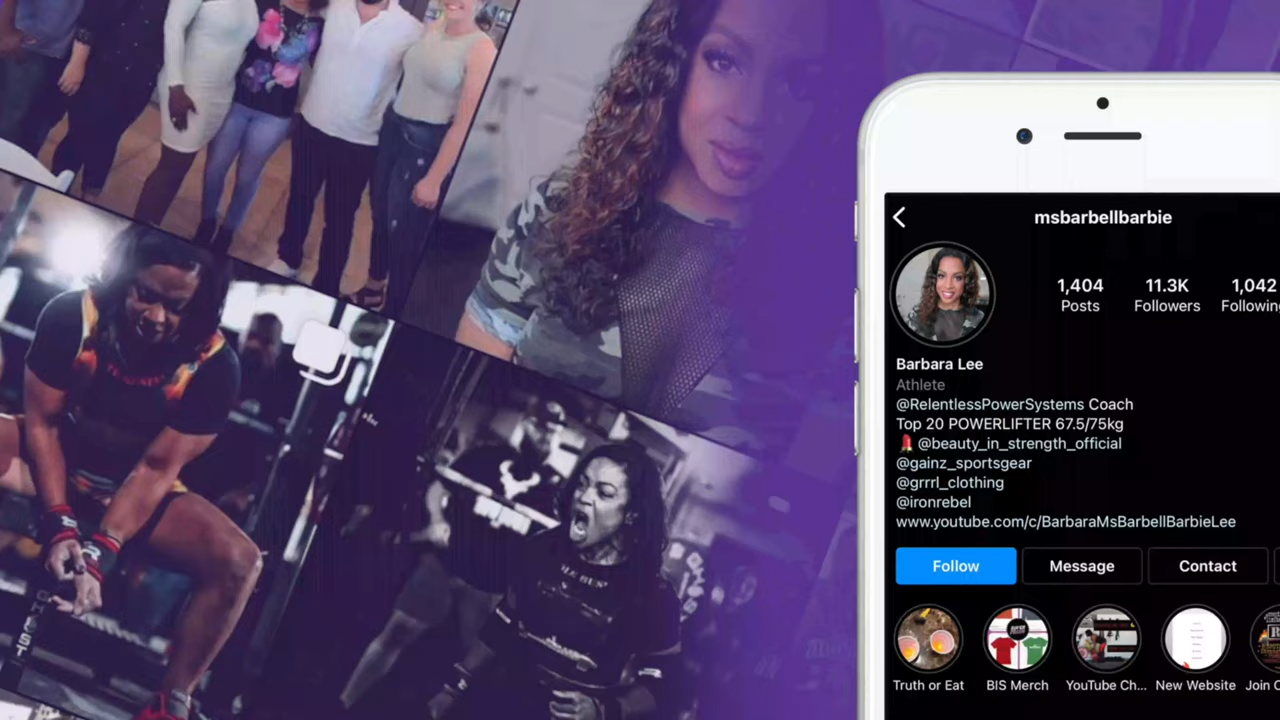 msbarbellbarbie
1,404 11.3K 1,042
Posts Followers Following
Barbara Lee
Athlete
@RelentlessPowerSystems Coach
Top 20 POWERLIFTER 67.5/75kg
@beauty_in_strength_official
@gainz_sportsgear
@grrrl_clothing
@ironrebel
www.youtube.com/c/BarbaraMsBarbellBarbieLee
Follow Message Contact
Truth or Eat BIS Merch YouTube Ch... New Website Join